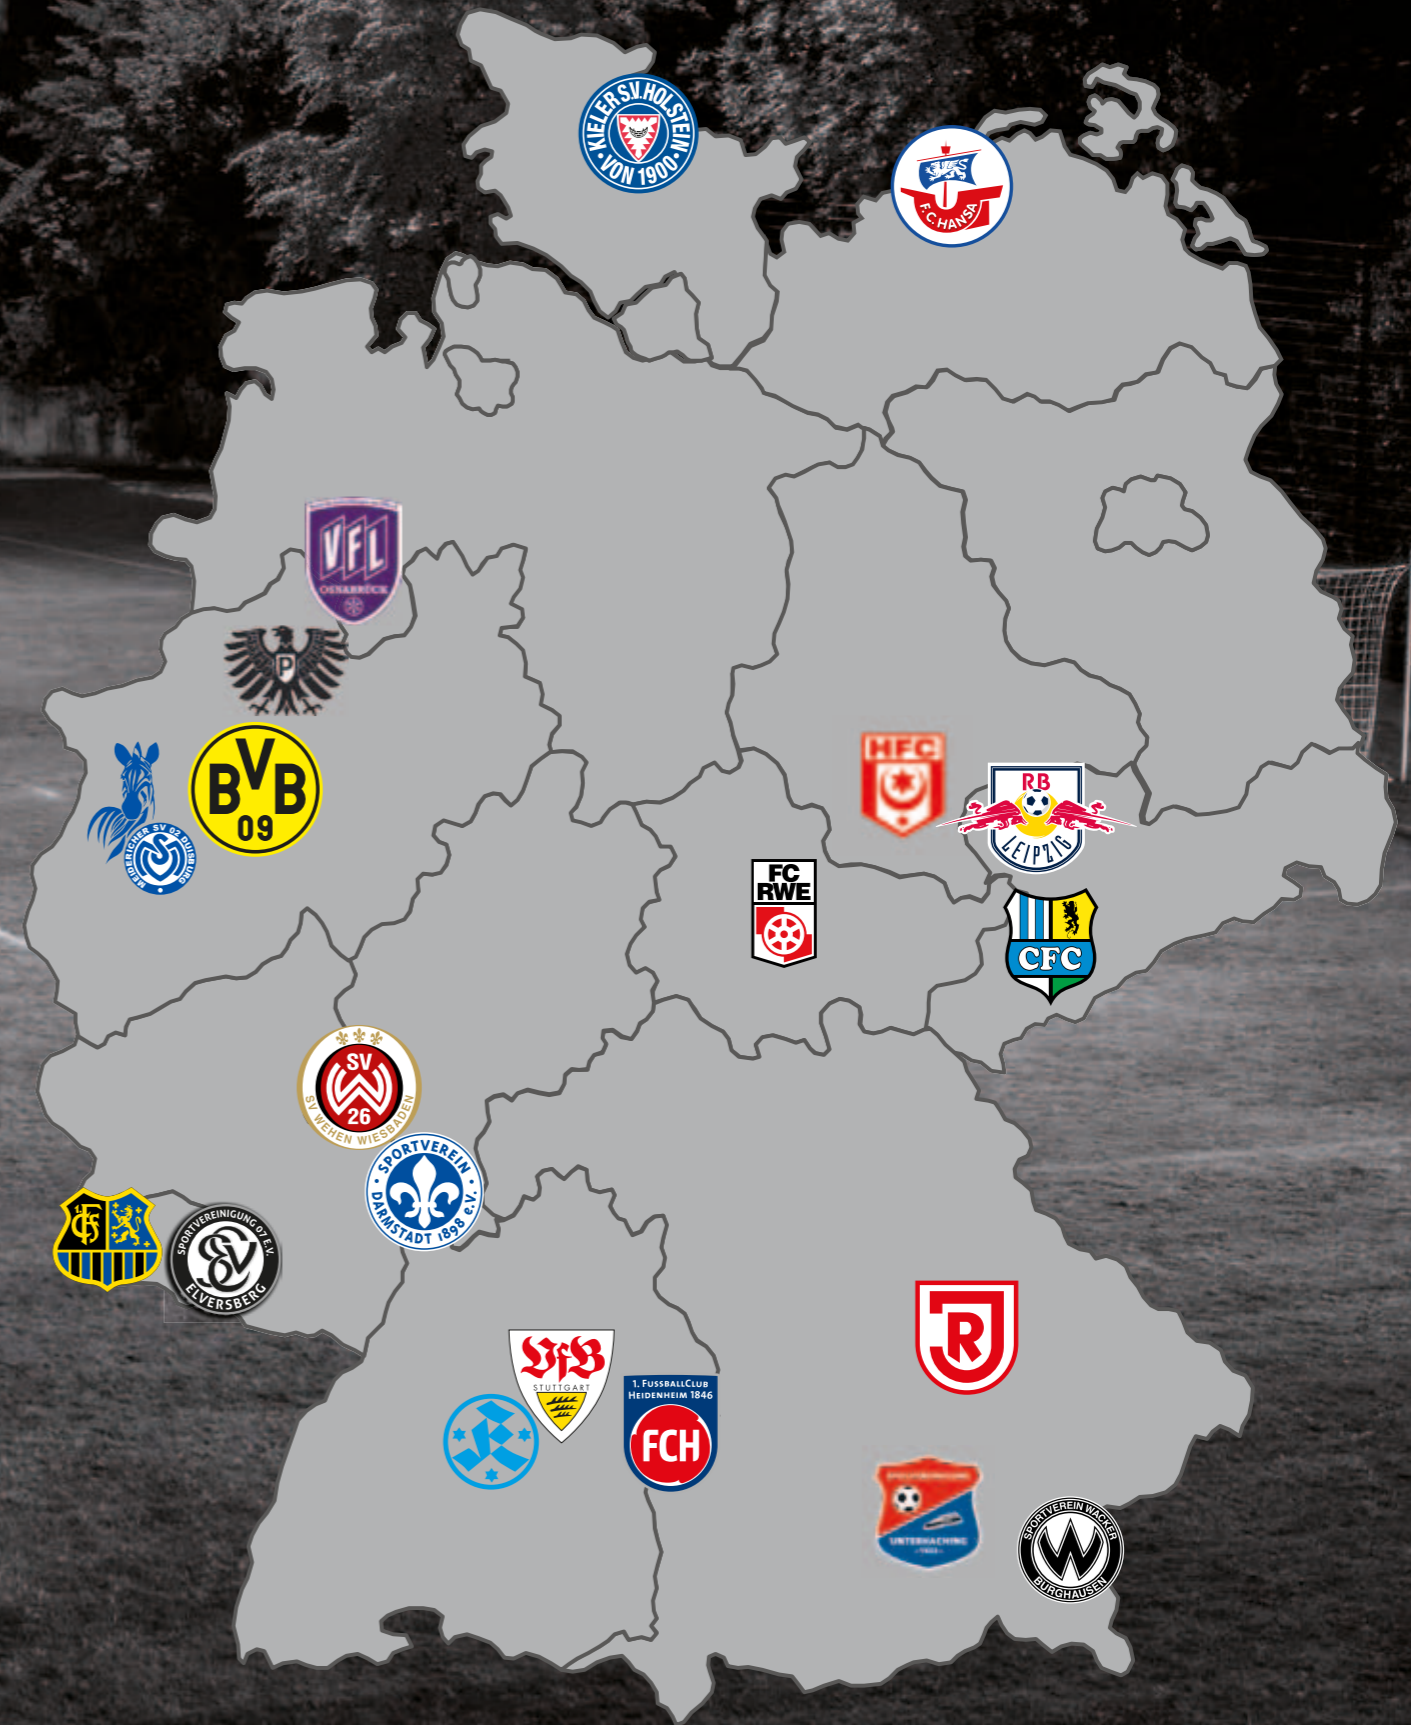 KIELER S.V. HOLSTEIN
VON 1900
F.C. HANSA
VFL
OSNABRÜCK
P
BVB
09
MEIDERICHER SV 02 DUISBURG
HFC
RB
LEIPZIG
FC
RWE
CFC
SV
W
26
SV WEHEN WIESBADEN
SPORTVEREIN
DARMSTADT 1898 e.V.
1.FCS
SPORTVEREINIGUNG 07 E.V.
SV
ELVERSBERG
JR
VfB
STUTTGART
1. FUSSBALLCLUB
HEIDENHEIM 1846
FCH
K
UNTERHACHING
SPORTVEREIN WACKER
W
BURGHAUSEN